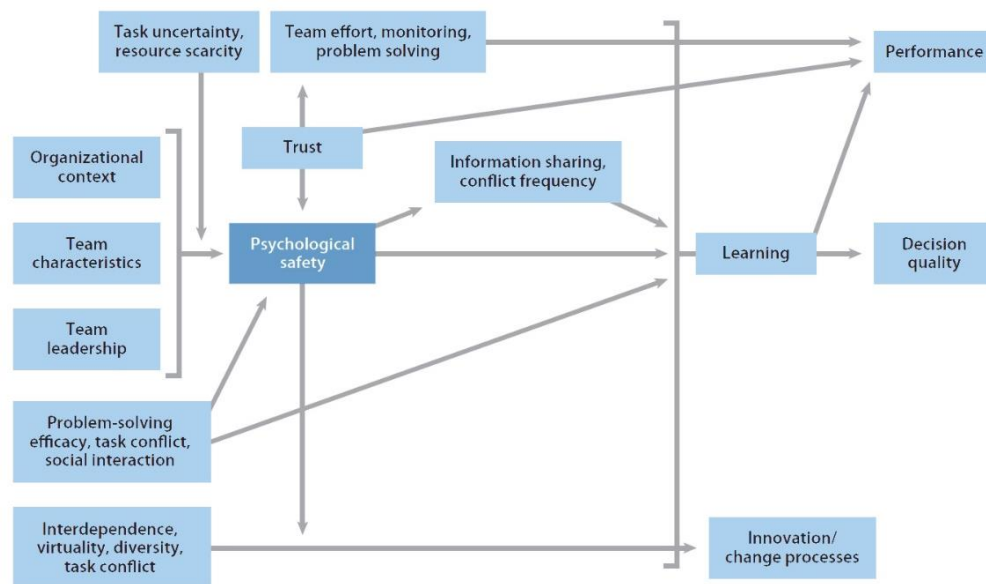 Task uncertainty,
resource scarcity
Team effort, monitoring,
problem solving
Performance
Trust
Organizational
context
Information sharing,
conflict frequency
Team
characteristics
Psychological
safety
Learning
Decision
quality
Team
leadership
Problem-solving
efficacy, task conflict,
social interaction
Interdependence,
virtuality, diversity,
task conflict
Innovation/
change processes